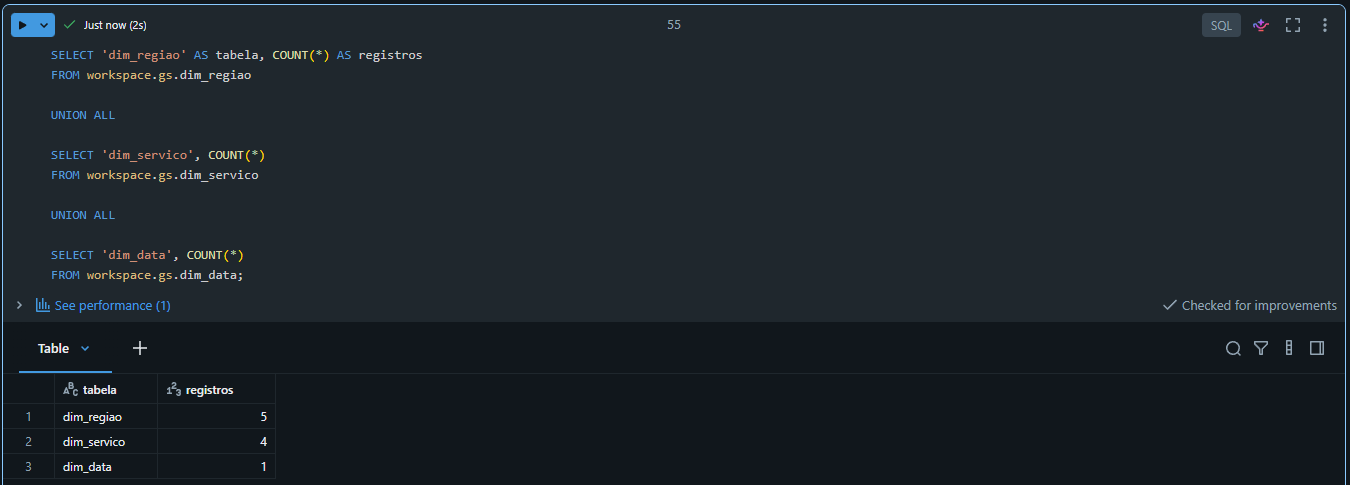 Just now (2s)
55
SQL
SELECT 'dim_regiao' AS tabela, COUNT(*) AS registros
FROM workspace.gs.dim_regiao
UNION ALL
SELECT 'dim_servico', COUNT(*)
FROM workspace.gs.dim_servico
UNION ALL
SELECT 'dim_data', COUNT(*)
FROM workspace.gs.dim_data;
See performance (1)
Checked for improvements
Table
tabela registros
1 dim_regiao 5
2 dim_servico 4
3 dim_data 1